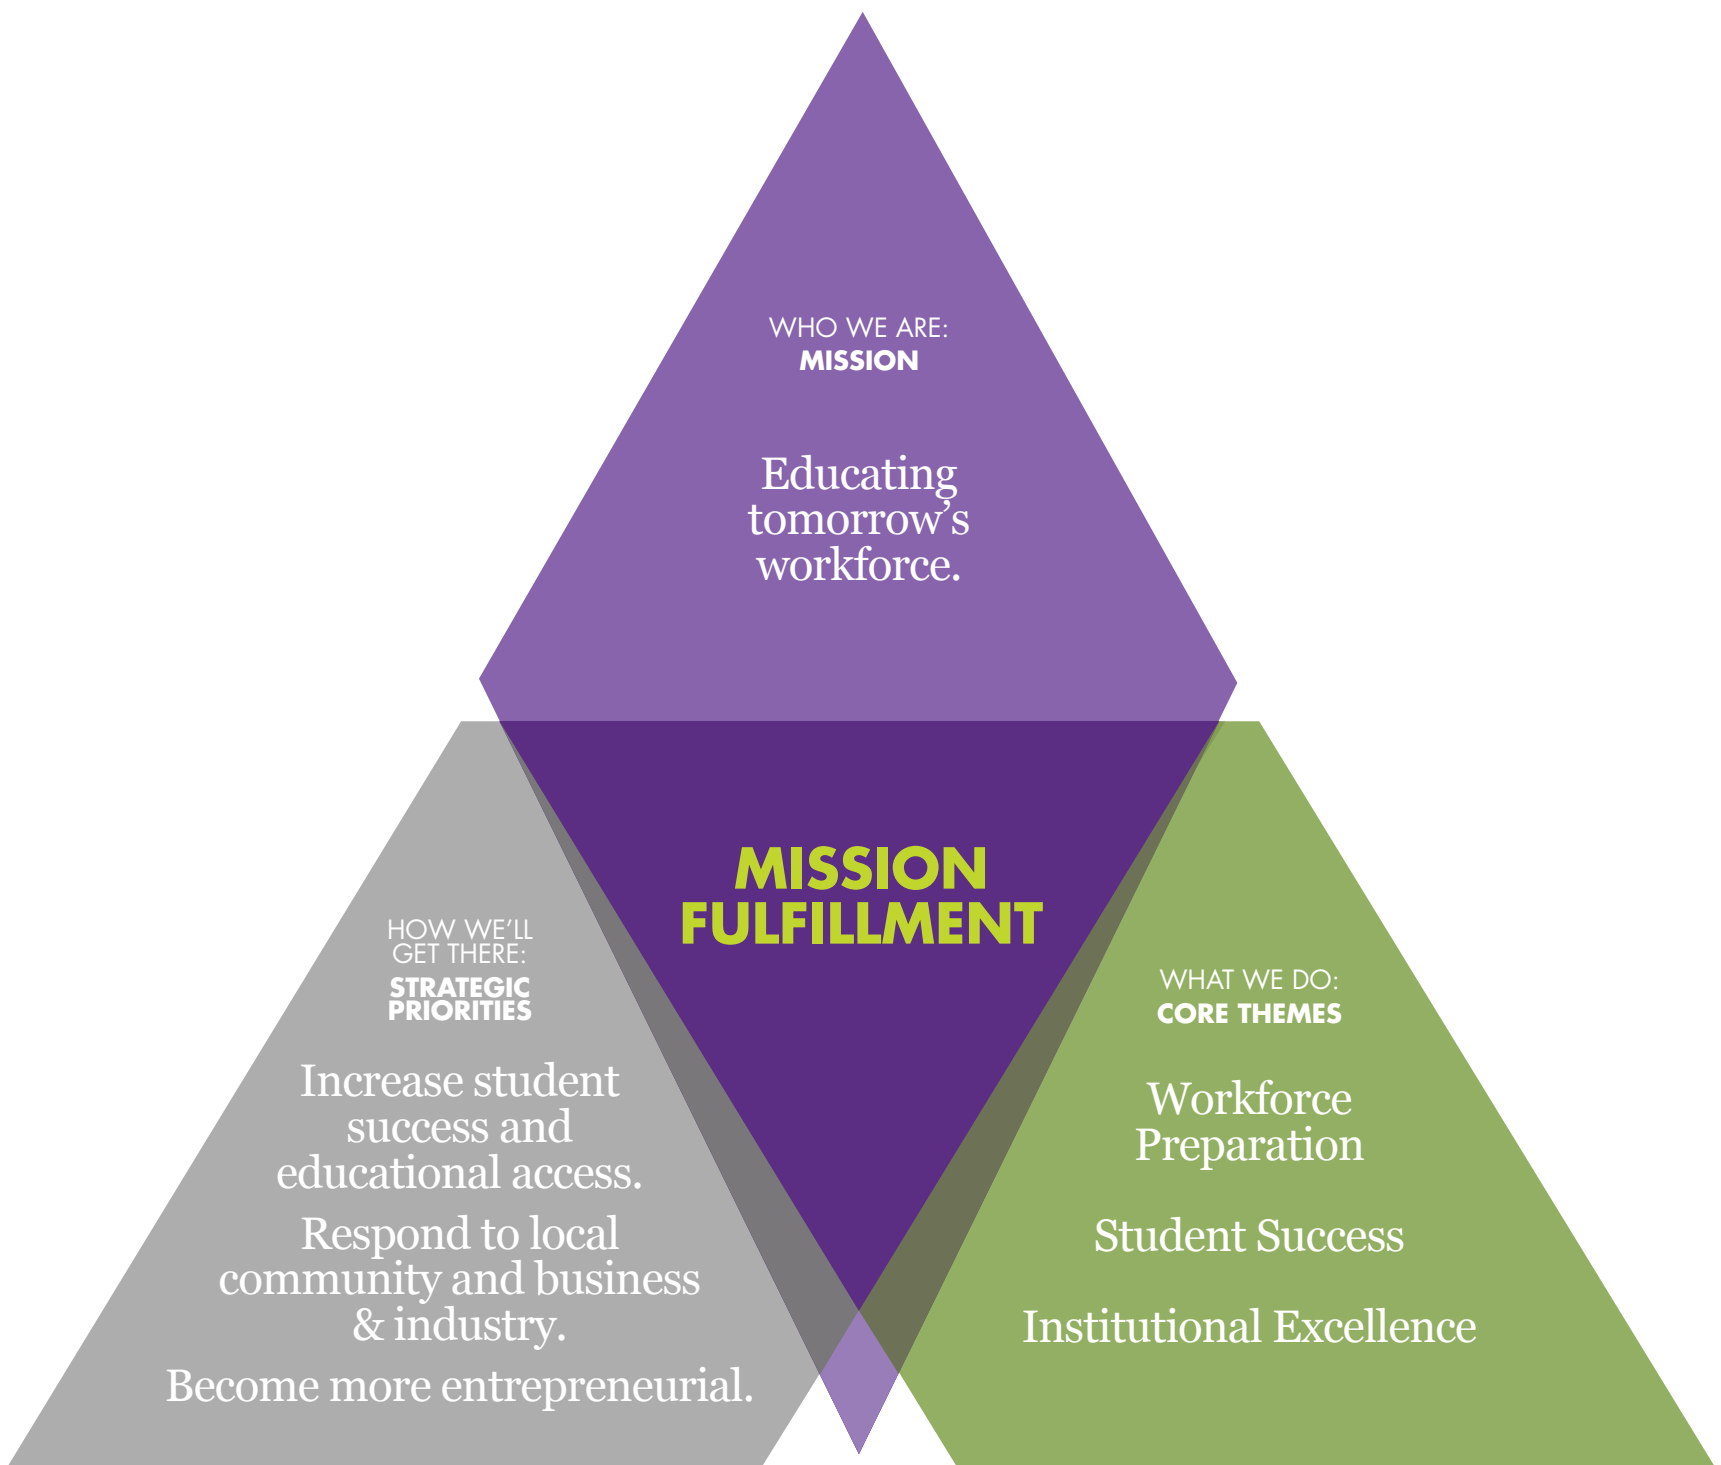 WHO WE ARE:
MISSION
Educating
tomorrow’s
workforce.
MISSION
FULFILLMENT
HOW WE’LL
GET THERE:
STRATEGIC
PRIORITIES
Increase student
success and
educational access.
Respond to local
community and business
& industry.
Become more entrepreneurial.
WHAT WE DO:
CORE THEMES
Workforce
Preparation
Student Success
Institutional Excellence